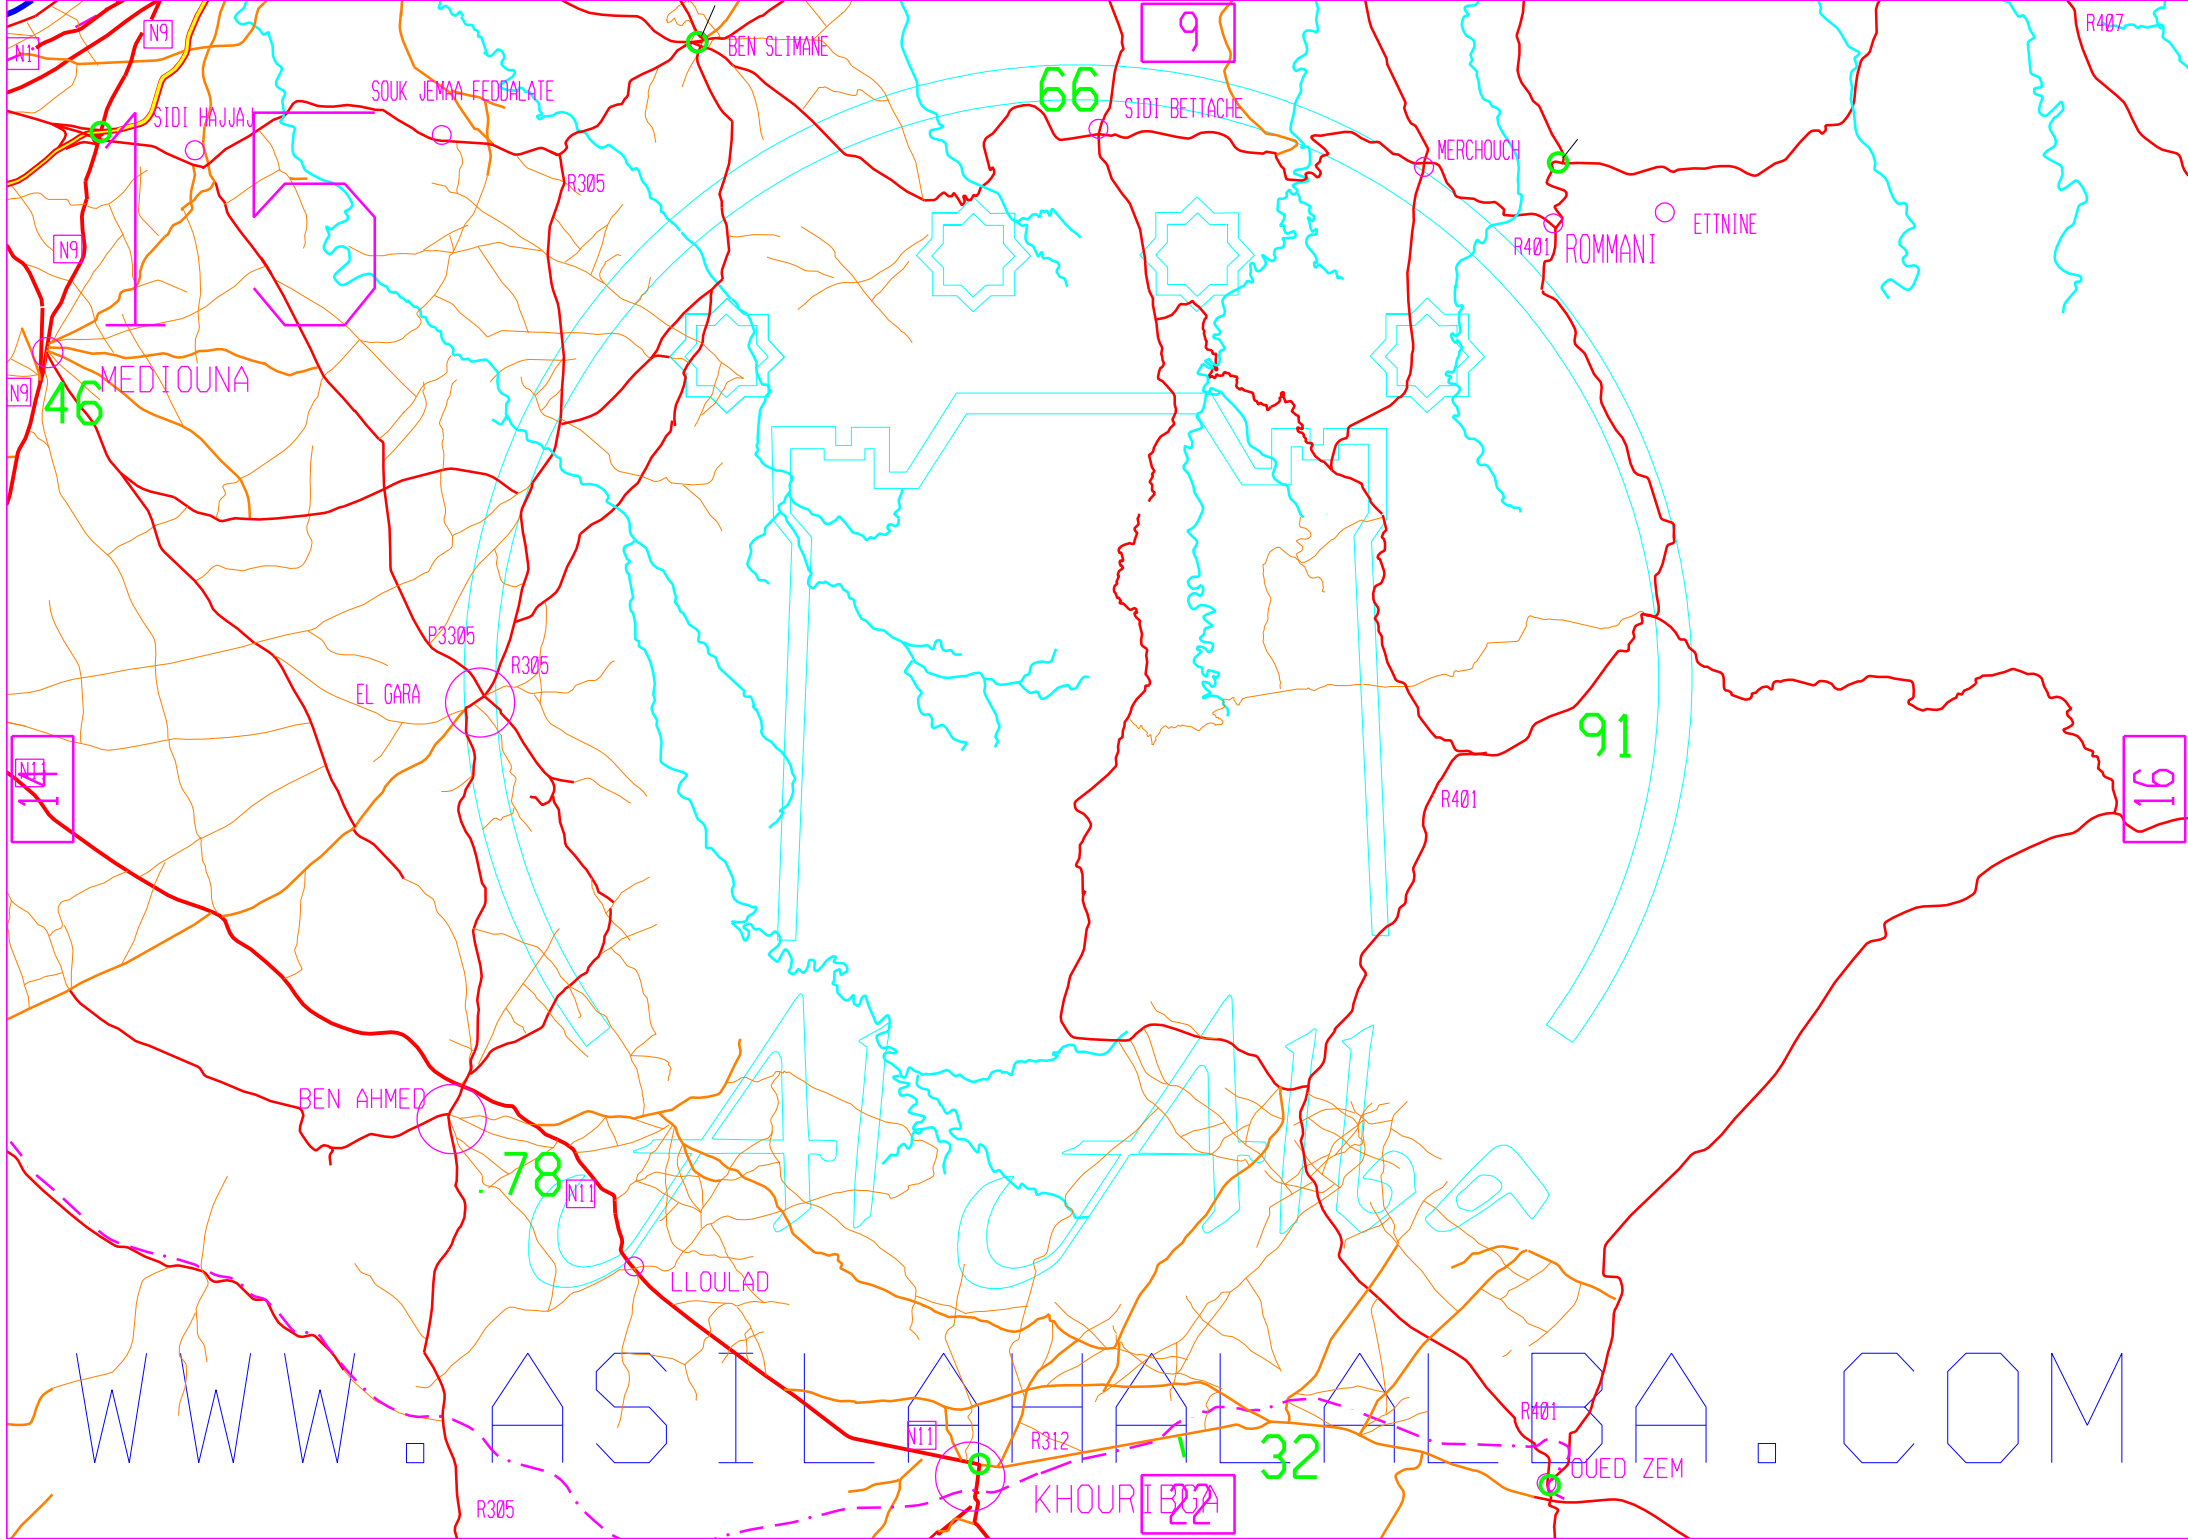 N9
9
R407
N1
BEN SLIMANE
SOUK JEMAA FEDDALATE
66
SIDI BETTACHE
SIDI HAJJAJ
15
MERCHOUCH
R305
ETTNINE
N9
R401
ROMMANI
MEDIOUNA
N9
46
P3305
R305
EL GARA
91
N11
14
16
R401
BEN AHMED
78
N11
LLOULAD
WWW.ASILAHALALBA.COM
R401
N11
R312
32
OUED ZEM
KHOURIBGA
22
R305